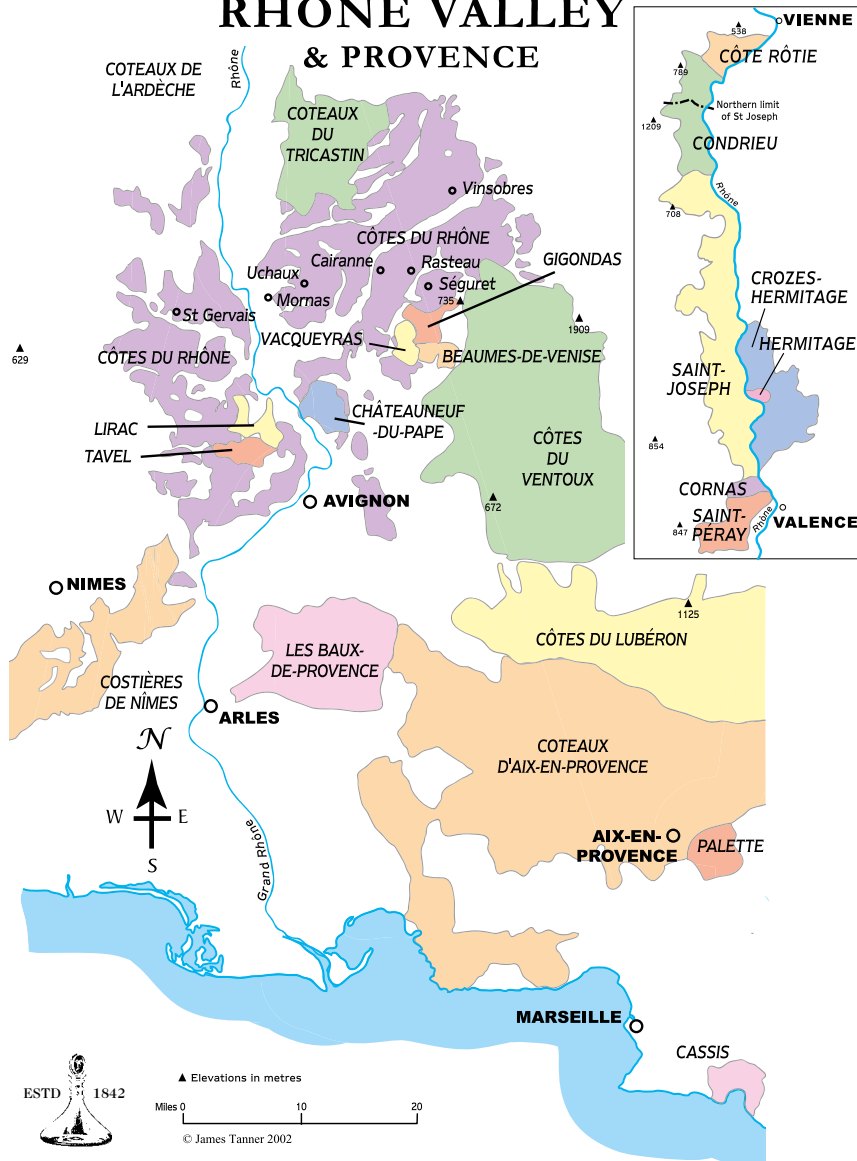 RHÔNE VALLEY
& PROVENCE
COTEAUX DE
L'ARDÈCHE
Rhône
COTEAUX
DU
TRICASTIN
Vinsobres
CÔTES DU RHÔNE
Cairanne
Rasteau
GIGONDAS
Uchaux
Séguret
Mornas
735
St Gervais
1909
VACQUEYRAS
629
CÔTES DU RHÔNE
BEAUMES-DE-VENISE
LIRAC
CHÂTEAUNEUF
-DU-PAPE
TAVEL
CÔTES
DU
VENTOUX
AVIGNON
672
NIMES
1125
CÔTES DU LUBÉRON
LES BAUX-
DE-PROVENCE
COSTIÈRES
DE NÎMES
ARLES
N
W E
S
COTEAUX
D'AIX-EN-PROVENCE
AIX-EN-
PROVENCE
PALETTE
Grand Rhône
MARSEILLE
CASSIS
ESTD 1842
Elevations in metres
Miles 0 10 20
© James Tanner 2002
VIENNE
538
CÔTE RÔTIE
789
Northern limit
of St Joseph
1209
CONDRIEU
Rhône
708
CROZES-
HERMITAGE
HERMITAGE
SAINT-
JOSEPH
854
CORNAS
SAINT-
PÉRAY
847
Rhône
VALENCE